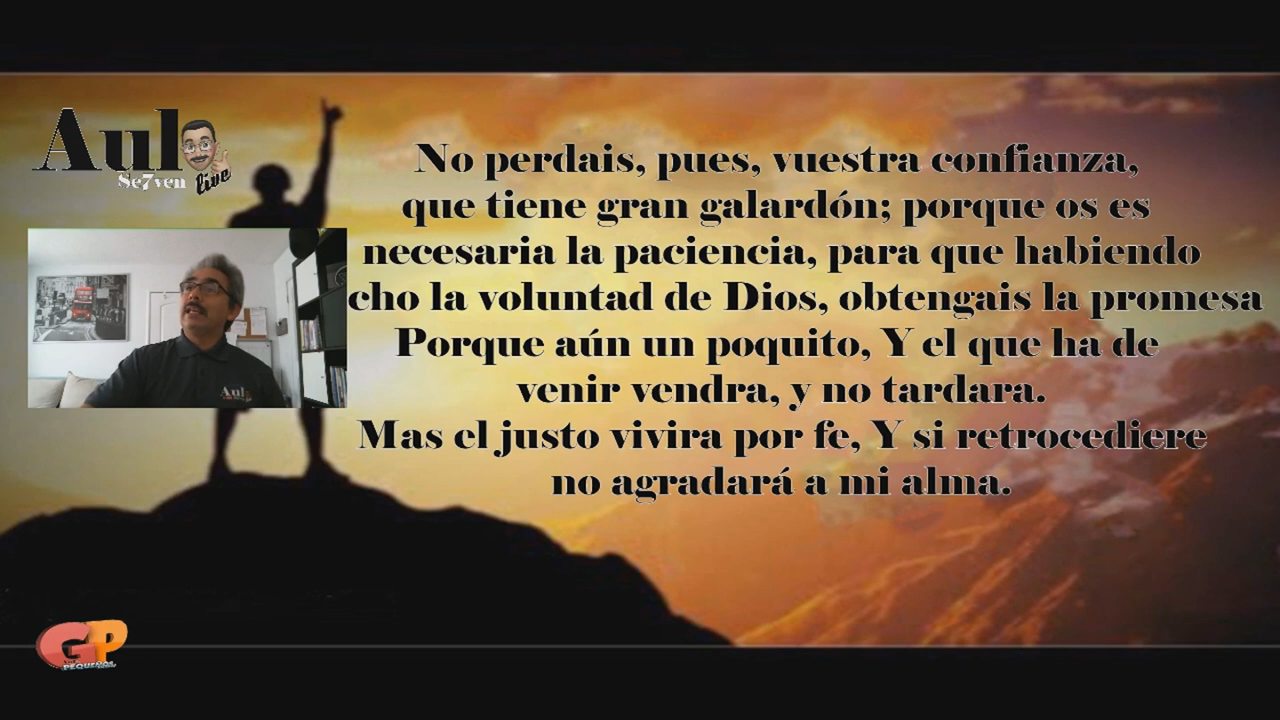 Aul
Se7ven live
No perdais, pues, vuestra confianza,
que tiene gran galardón; porque os es
necesaria la paciencia, para que habiendo
cho la voluntad de Dios, obtengais la promesa
Porque aún un poquito, Y el que ha de
venir vendra, y no tardara.
Mas el justo vivira por fe, Y si retrocediere
no agradará a mi alma.
Aul
GP
PEQUEÑOS